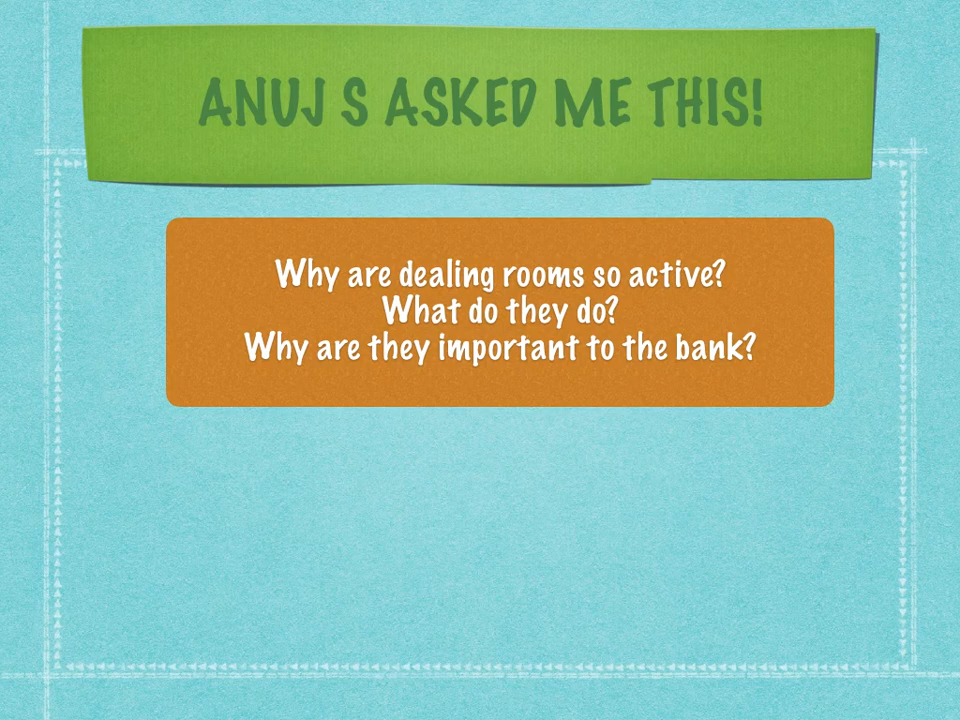 ANUJ S ASKED ME THIS!
Why are dealing rooms so active?
What do they do?
Why are they important to the bank?